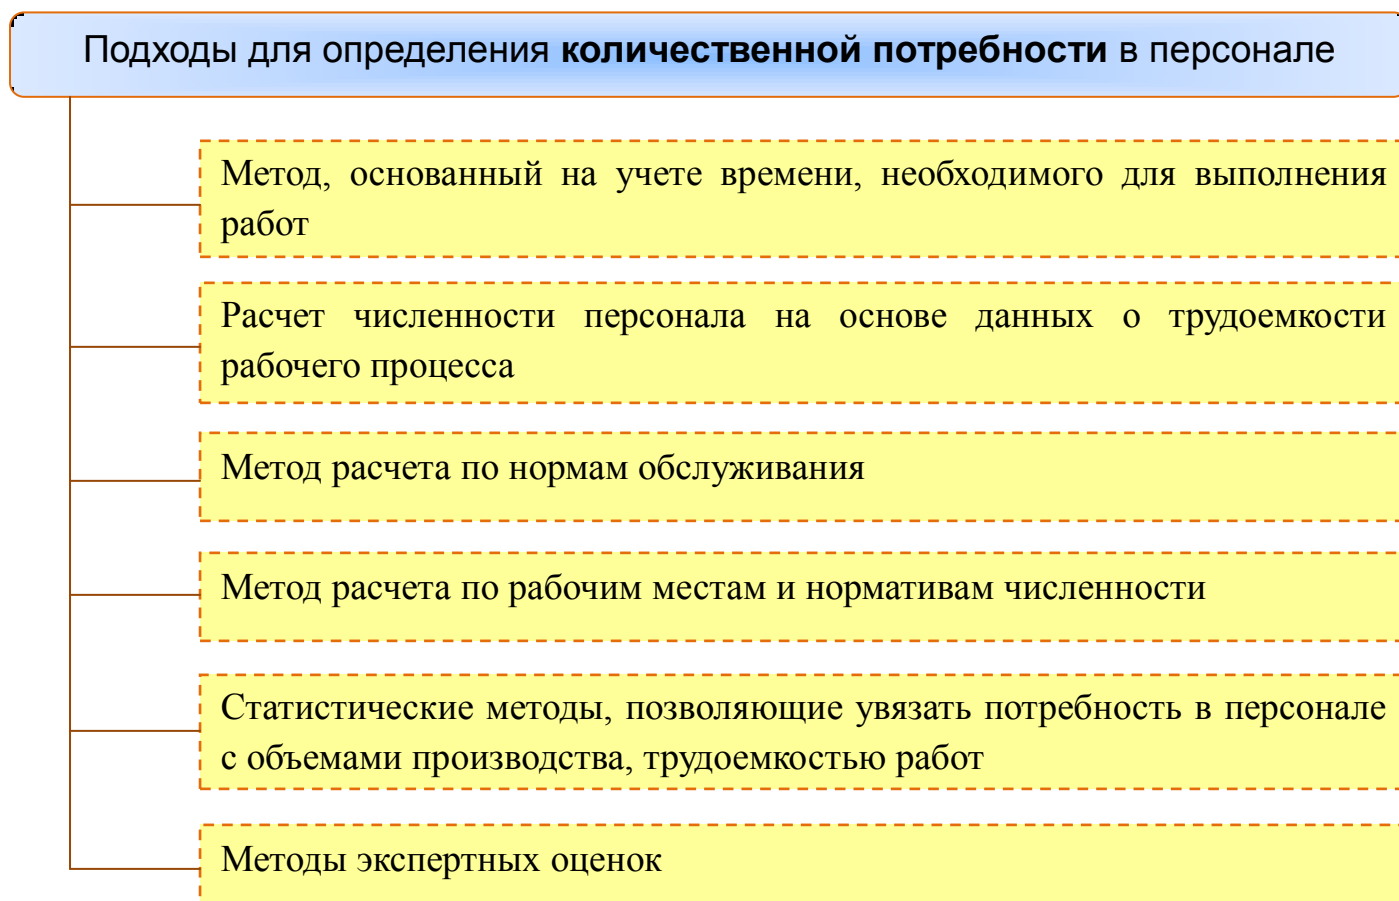 Подходы для определения количественной потребности в персонале
Метод, основанный на учете времени, необходимого для выполнения
работ
Расчет численности персонала на основе данных о трудоемкости
рабочего процесса
Метод расчета по нормам обслуживания
Метод расчета по рабочим местам и нормативам численности
Статистические методы, позволяющие увязать потребность в персонале
с объемами производства, трудоемкостью работ
Методы экспертных оценок